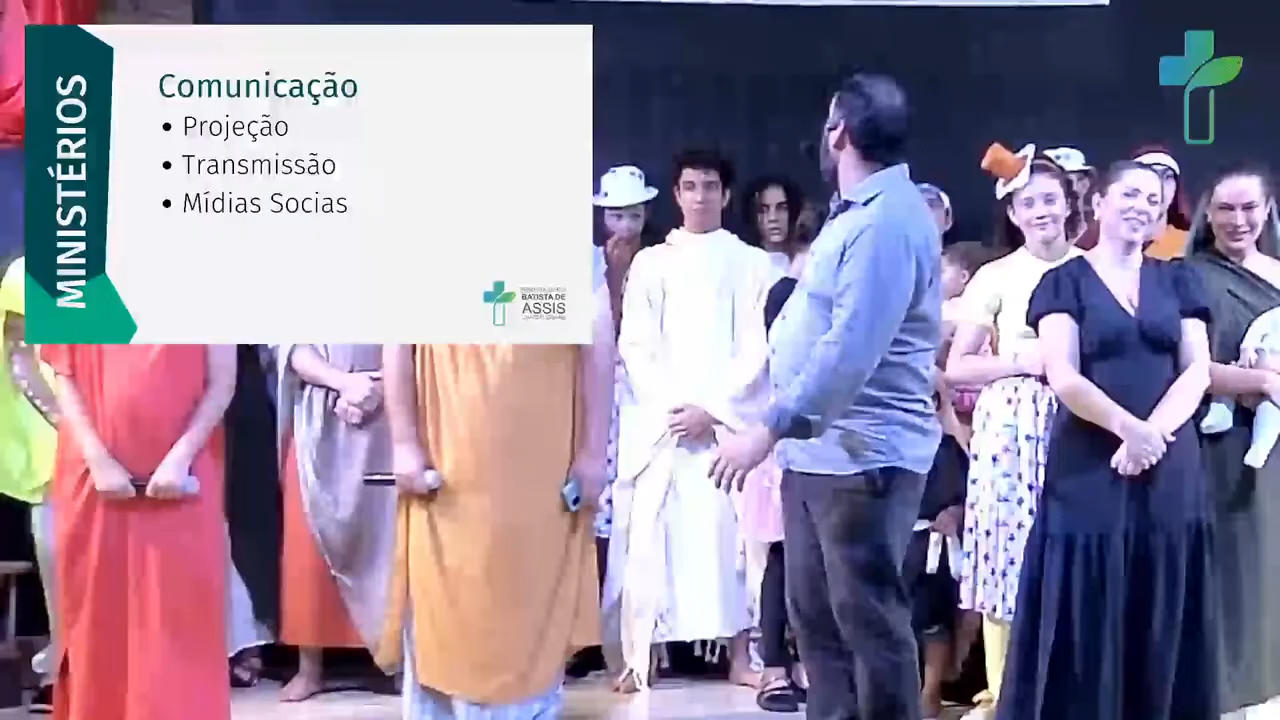 MINISTÉRIOS
Comunicação
• Projeção
• Transmissão
• Mídias Socias
BATISTA DE
ASSIS